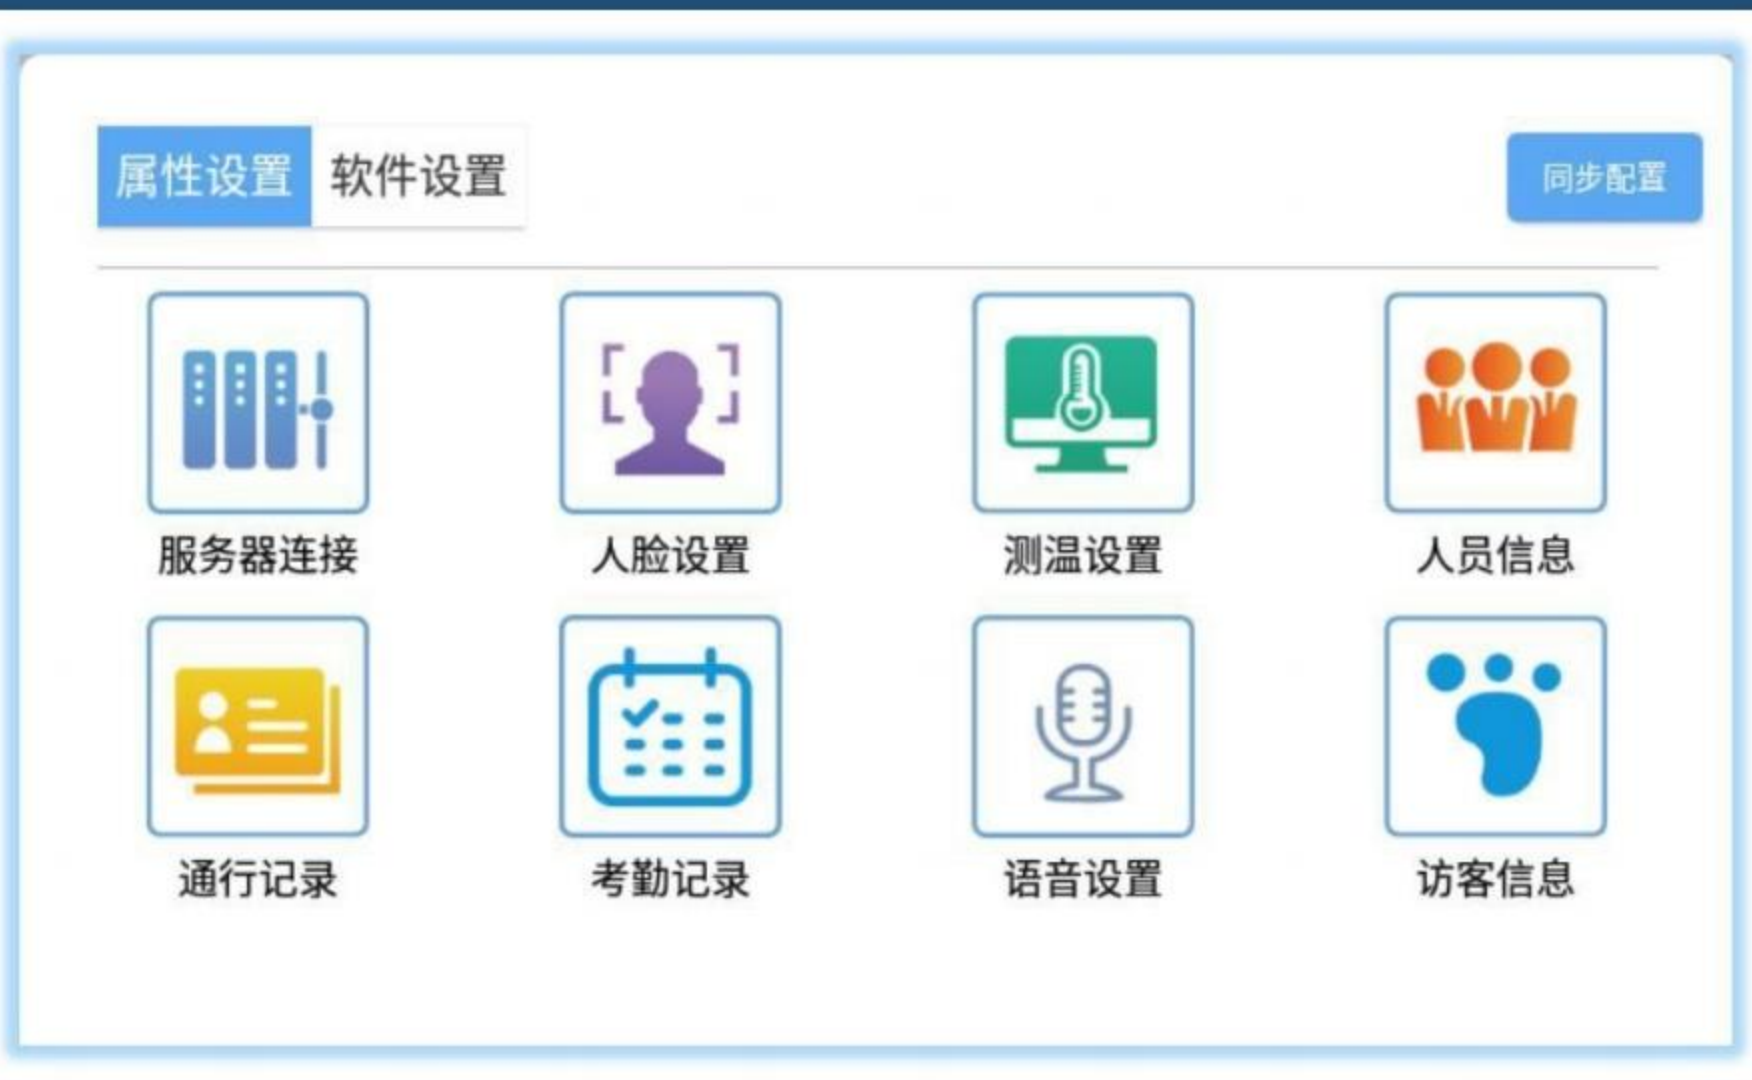 属性设置 软件设置 同步配置
服务器连接 人脸设置 测温设置 人员信息
通行记录 考勤记录 语音设置 访客信息